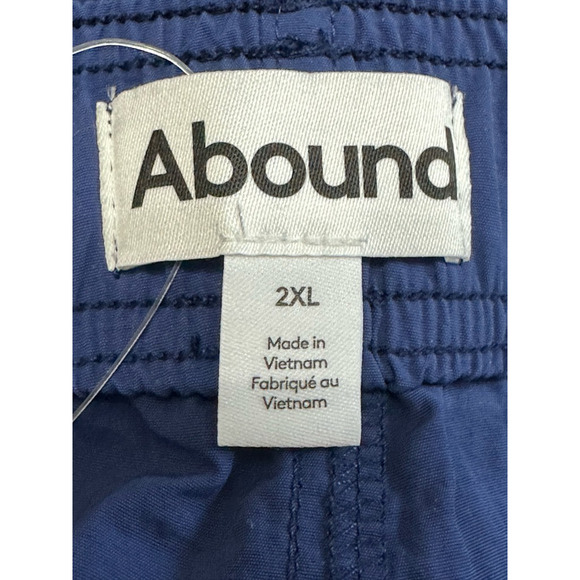 Abound
2XL
Made in
Vietnam
Fabriqué au
Vietnam